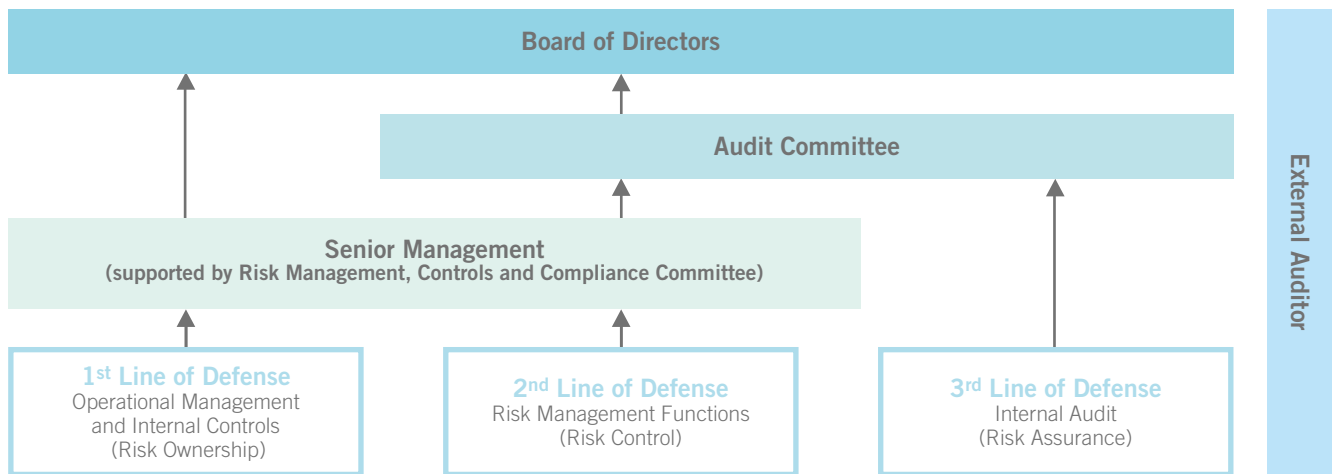 Board of Directors
Audit Committee
Senior Management
(supported by Risk Management, Controls and Compliance Committee)
1st Line of Defense
Operational Management
and Internal Controls
(Risk Ownership)
2nd Line of Defense
Risk Management Functions
(Risk Control)
3rd Line of Defense
Internal Audit
(Risk Assurance)
External Auditor